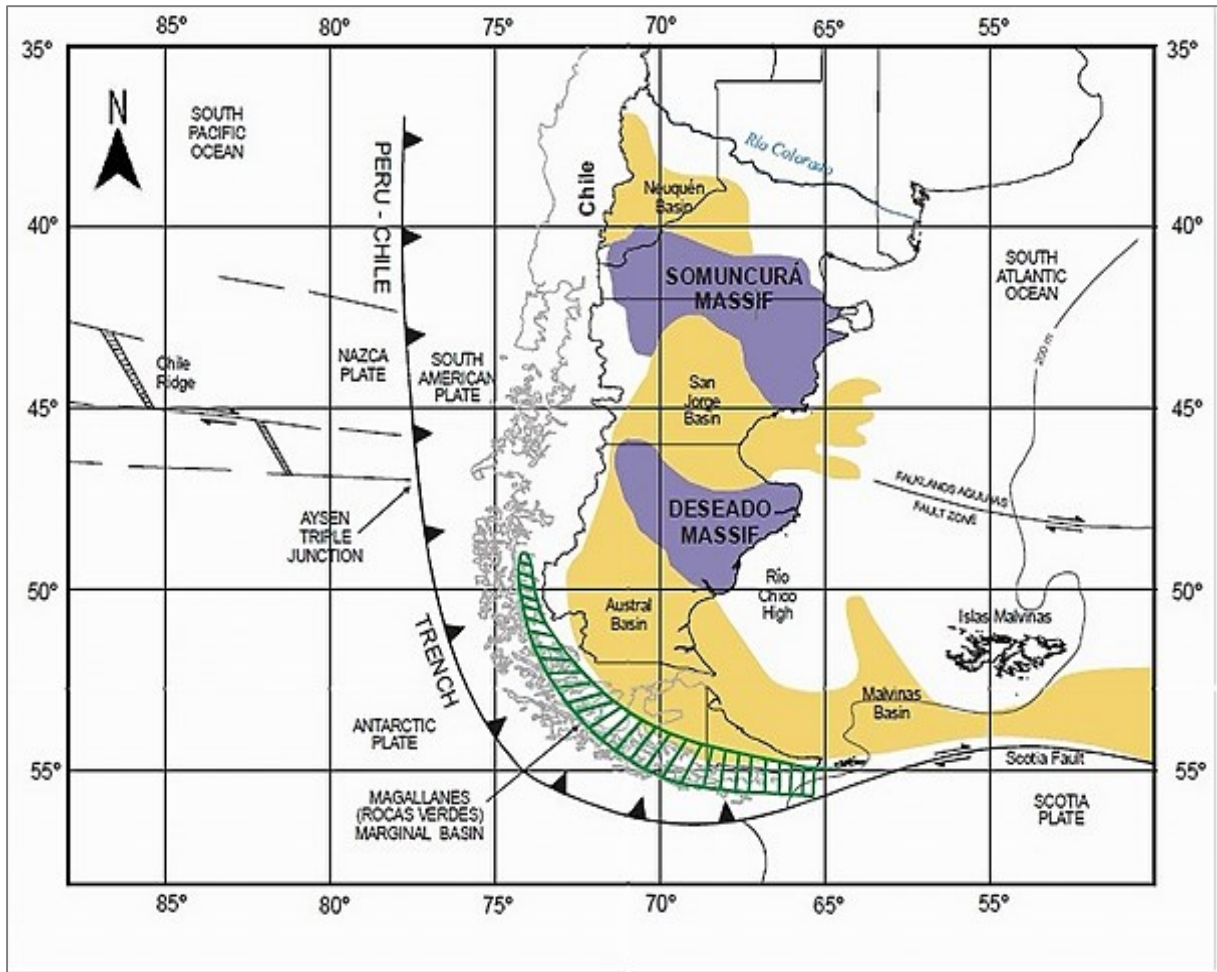 85° 80° 75° 70° 65° 55°
35° 35°
N
SOUTH
PACIFIC
OCEAN
PERU - CHILE
Chile
Río Colorado
Neuquén
Basin
40° 40°
SOUTH
ATLANTIC
OCEAN
SOMUNCURÁ
MASSIF
200 m
Chile
Ridge
NAZCA
PLATE
SOUTH
AMERICAN
PLATE
San
Jorge
Basin
45° 45°
FALKLANDS AGULHAS
FAULT ZONE
DESEADO
MASSIF
AYSEN
TRIPLE
JUNCTION
Río
Chico
High
50° 50°
Austral
Basin
Islas Malvinas
TRENCH
Malvinas
Basin
ANTARCTIC
PLATE
Scotia Fault
55° 55°
MAGALLANES
(ROCAS VERDES)
MARGINAL BASIN
SCOTIA
PLATE
85° 80° 75° 70° 65° 55°